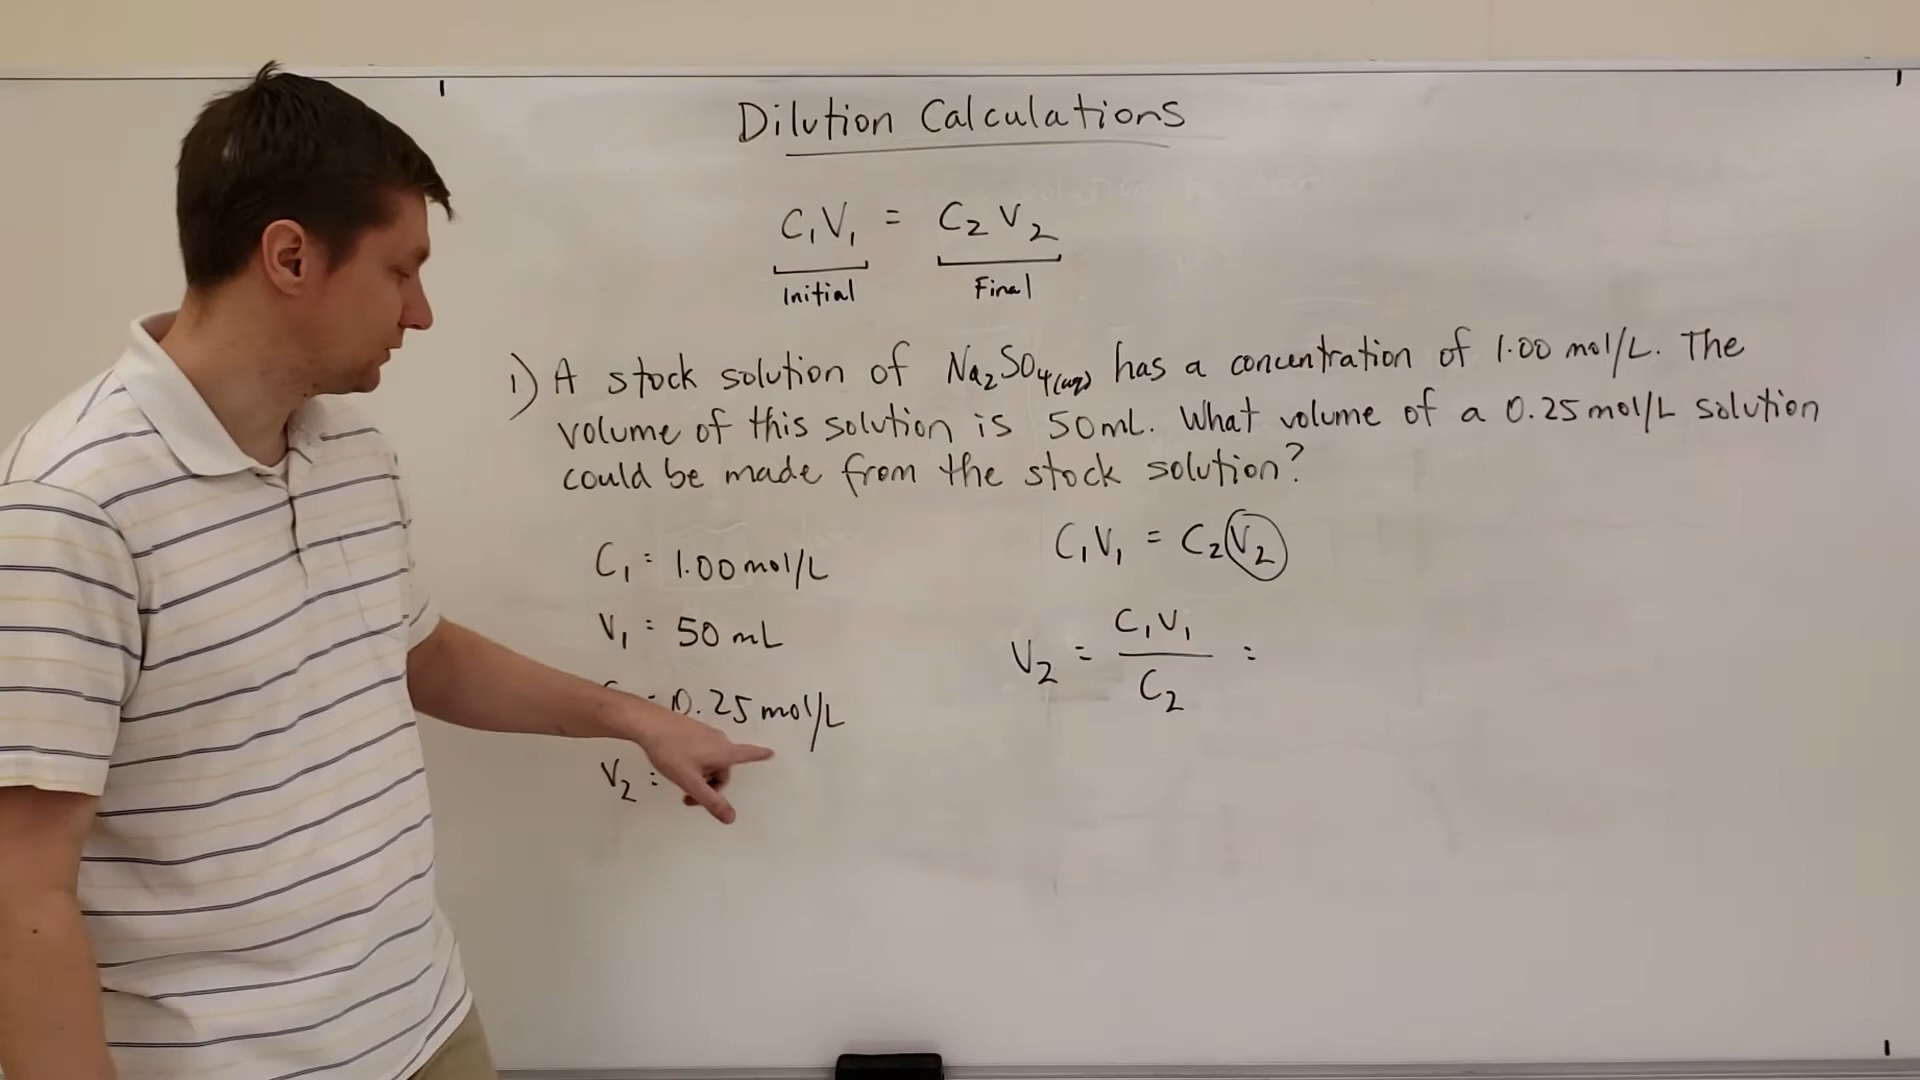 Dilution Calculations
C₁V₁ = C₂V₂
Initial Final
1) A stock solution of Na₂SO₄(aq) has a concentration of 1.00 mol/L. The
volume of this solution is 50mL. What volume of a 0.25 mol/L solution
could be made from the stock solution?
C₁ = 1.00 mol/L
V₁ = 50 mL
= 0.25 mol/L
V₂ =
C₁V₁ = C₂V₂
V₂ = C₁V₁ / C₂ =